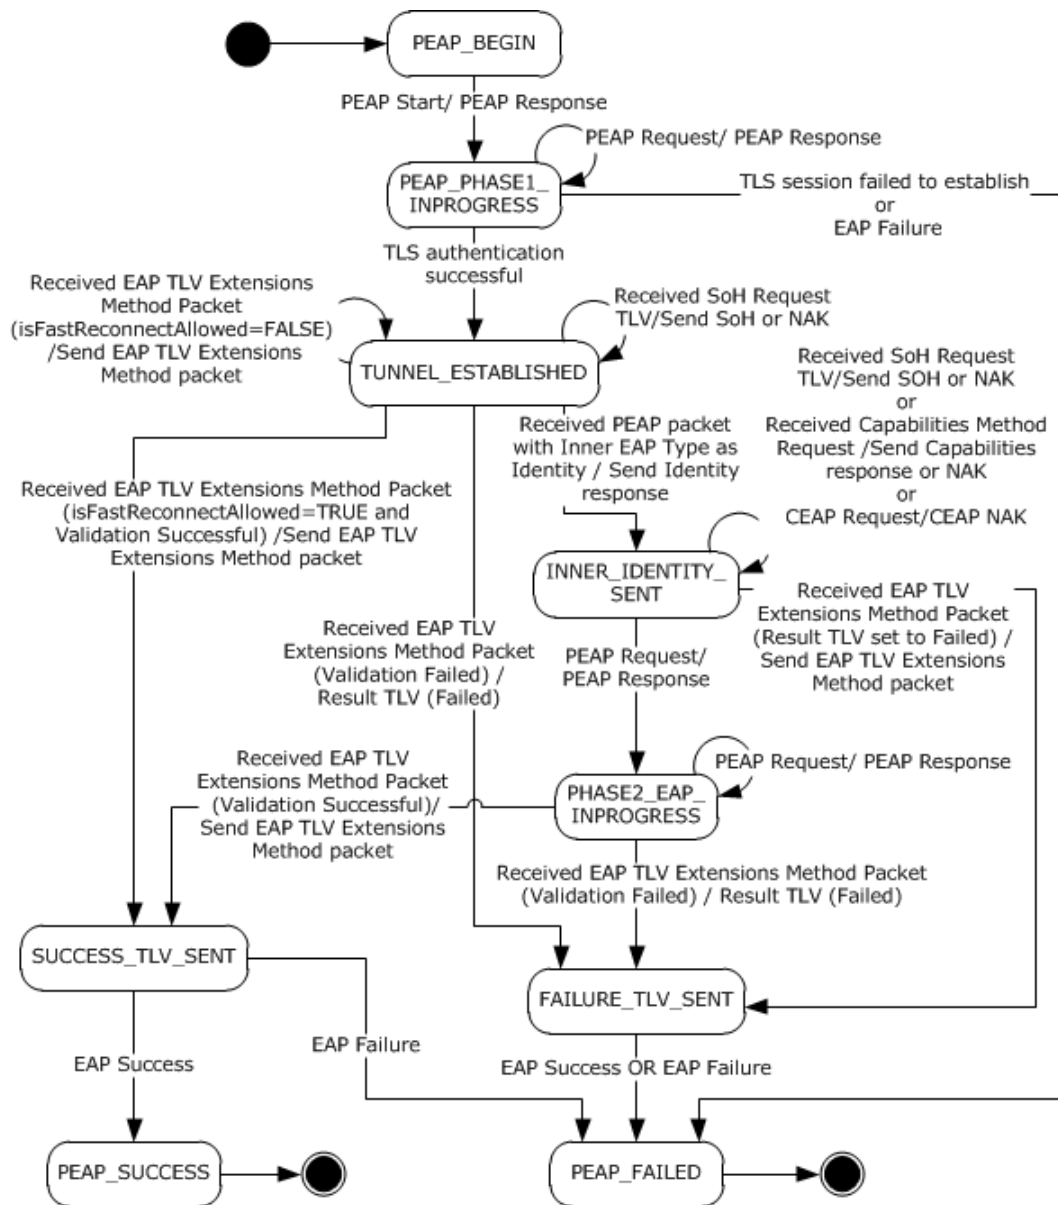 PEAP_BEGIN
PEAP Start/ PEAP Response
PEAP Request/ PEAP Response
PEAP_PHASE1_
INPROGRESS
TLS session failed to establish
or
EAP Failure
TLS authentication
successful
Received EAP TLV Extensions
Method Packet
(isFastReconnectAllowed=FALSE)
/Send EAP TLV Extensions
Method packet
Received SoH Request
TLV/Send SoH or NAK
TUNNEL_ESTABLISHED
Received SoH Request
TLV/Send SOH or NAK
or
Received Capabilities Method
Request /Send Capabilities
response or NAK
or
CEAP Request/CEAP NAK
Received PEAP packet
with Inner EAP Type as
Identity / Send Identity
response
Received EAP TLV Extensions Method Packet
(isFastReconnectAllowed=TRUE and
Validation Successful) /Send EAP TLV
Extensions Method packet
INNER_IDENTITY_
SENT
Received EAP TLV
Extensions Method Packet
(Result TLV set to Failed) /
Send EAP TLV Extensions
Method packet
Received EAP TLV
Extensions Method Packet
(Validation Failed) /
Result TLV (Failed)
PEAP Request/
PEAP Response
Received EAP TLV
Extensions Method Packet
(Validation Successful)/
Send EAP TLV Extensions
Method packet
PEAP Request/ PEAP Response
PHASE2_EAP_
INPROGRESS
Received EAP TLV Extensions Method Packet
(Validation Failed) / Result TLV (Failed)
SUCCESS_TLV_SENT
FAILURE_TLV_SENT
EAP Success
EAP Failure
EAP Success OR EAP Failure
PEAP_SUCCESS
PEAP_FAILED